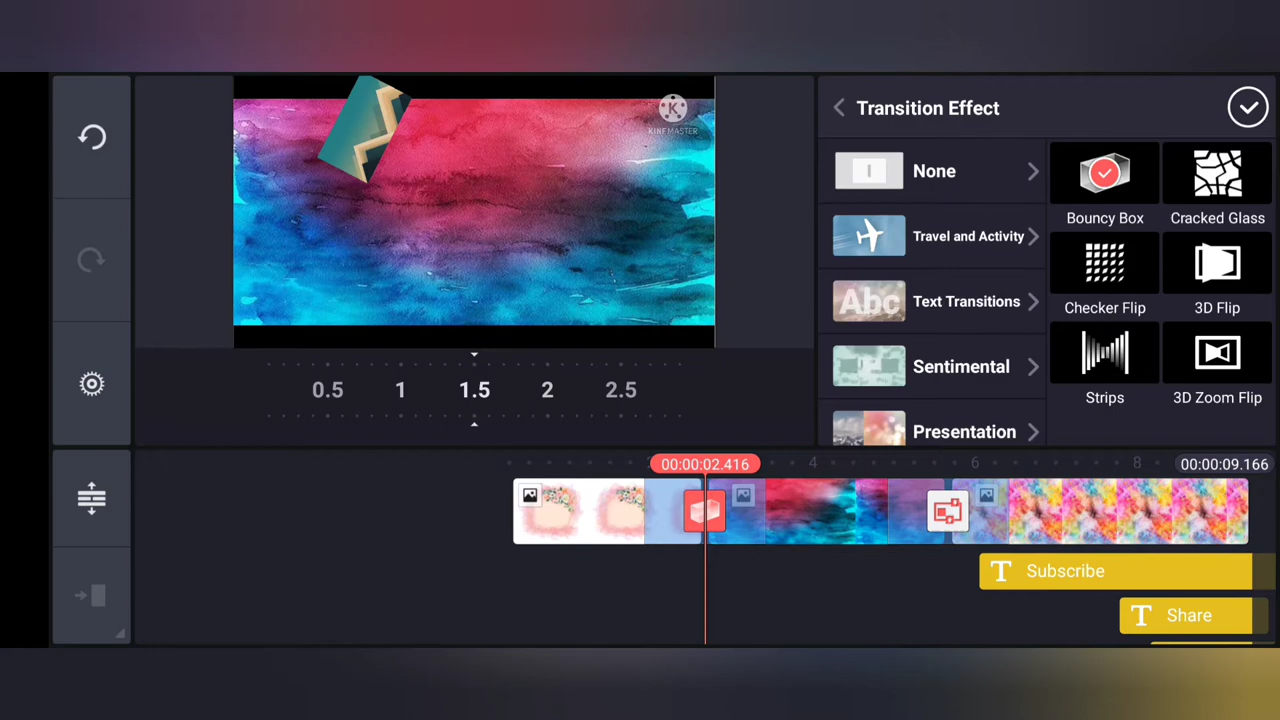 KINEMASTER
Transition Effect
None
Travel and Activity
Abc
Text Transitions
Sentimental
Presentation
Bouncy Box
Cracked Glass
Checker Flip
3D Flip
Strips
3D Zoom Flip
0.5 1 1.5 2 2.5
00:00:02.416 4 6 8 00:00:09.166
T Subscribe
T Share